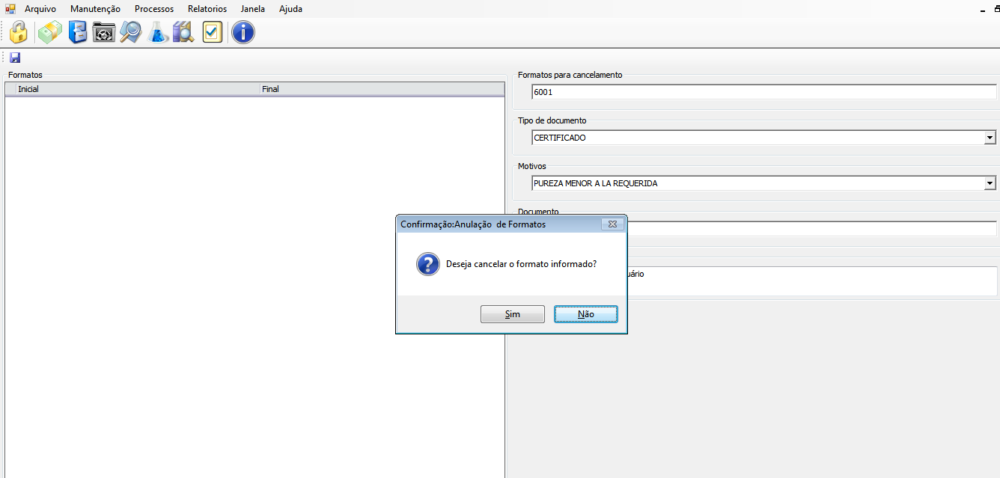 Arquivo Manutenção Processos Relatorios Janela Ajuda
Formatos
Inicial Final
Formatos para cancelamento
6001
Tipo de documento
CERTIFICADO
Motivos
PUREZA MENOR A LA REQUERIDA
Documento
Confirmação:Anulação de Formatos
Deseja cancelar o formato informado?
Sim Não
uário